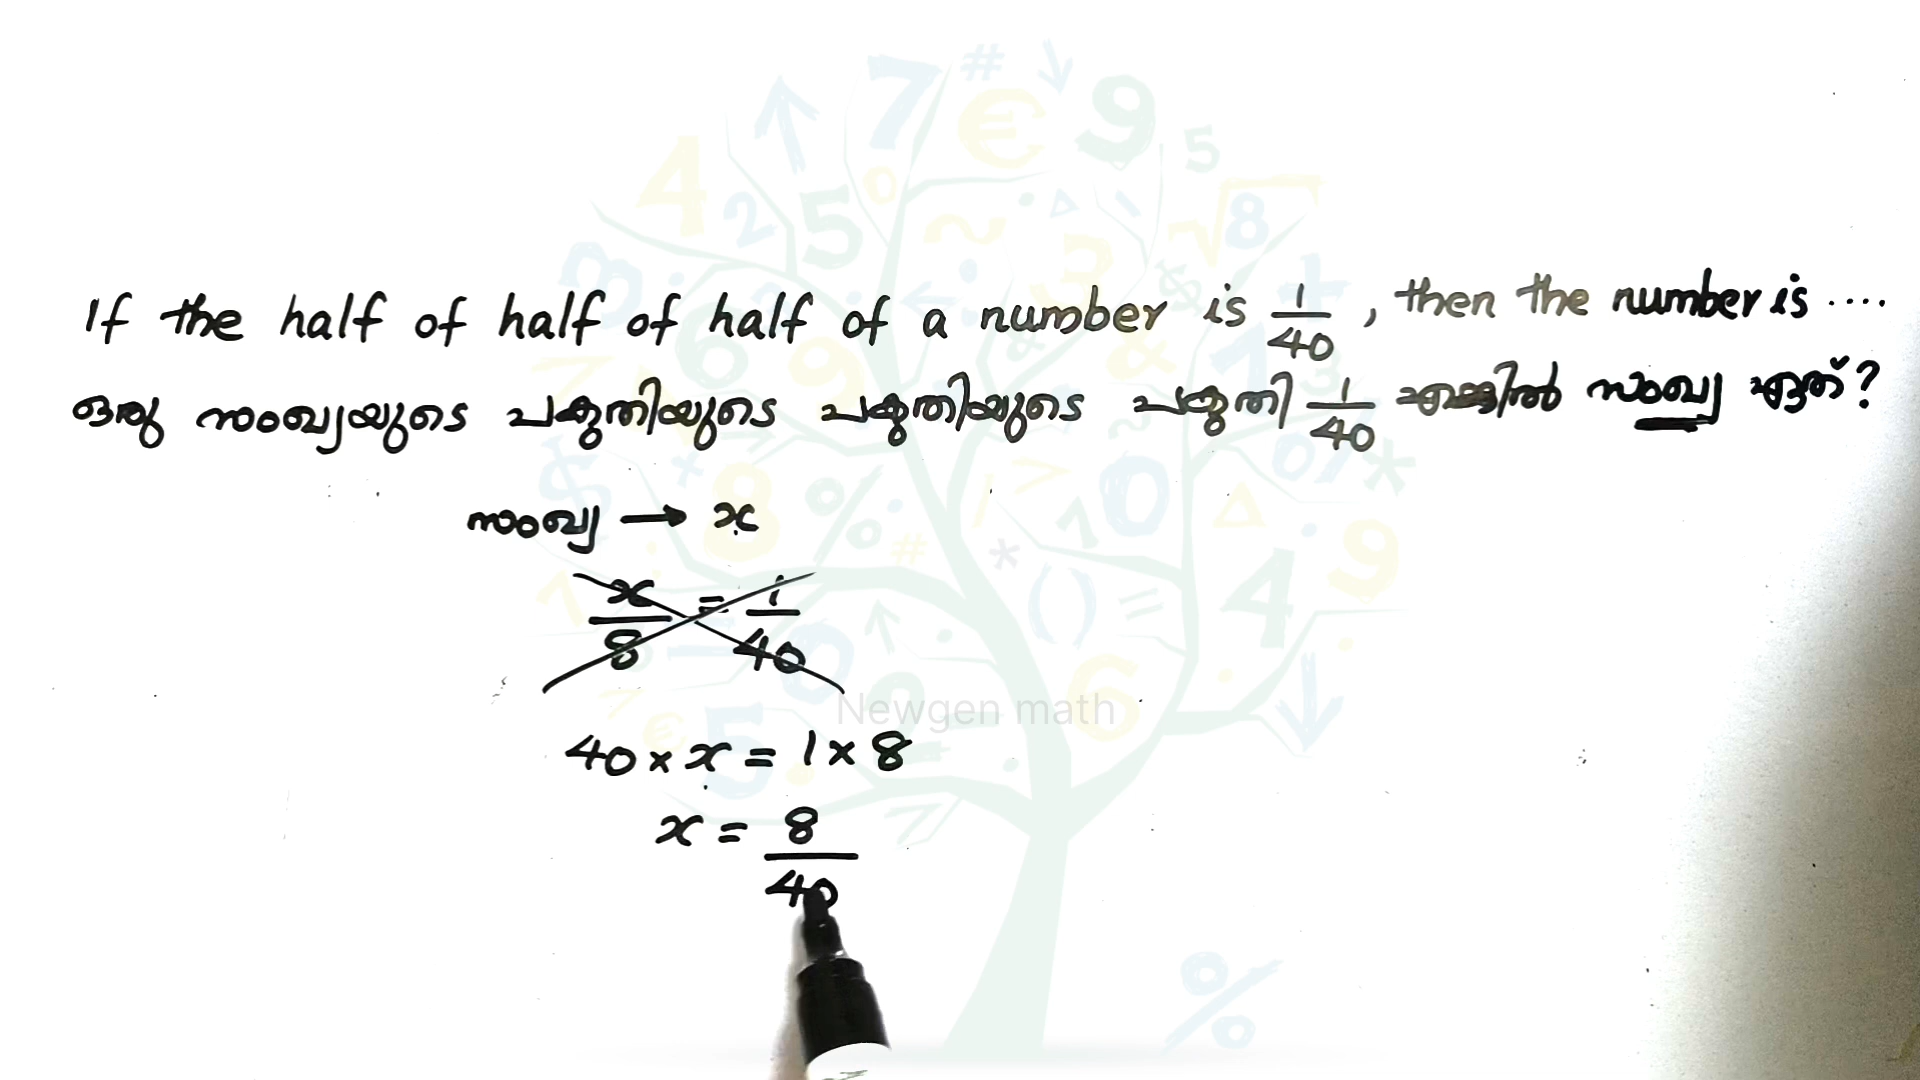 If the half of half of half of a number is 1/40, then the number is ....
ഒരു സംഖ്യയുടെ പകുതിയുടെ പകുതിയുടെ പകുതി 1/40 എങ്കിൽ സംഖ്യ ഏത്?
സംഖ്യ → x
x/8 = 1/40
Newgen math
40 × x = 1 × 8
x = 8/40